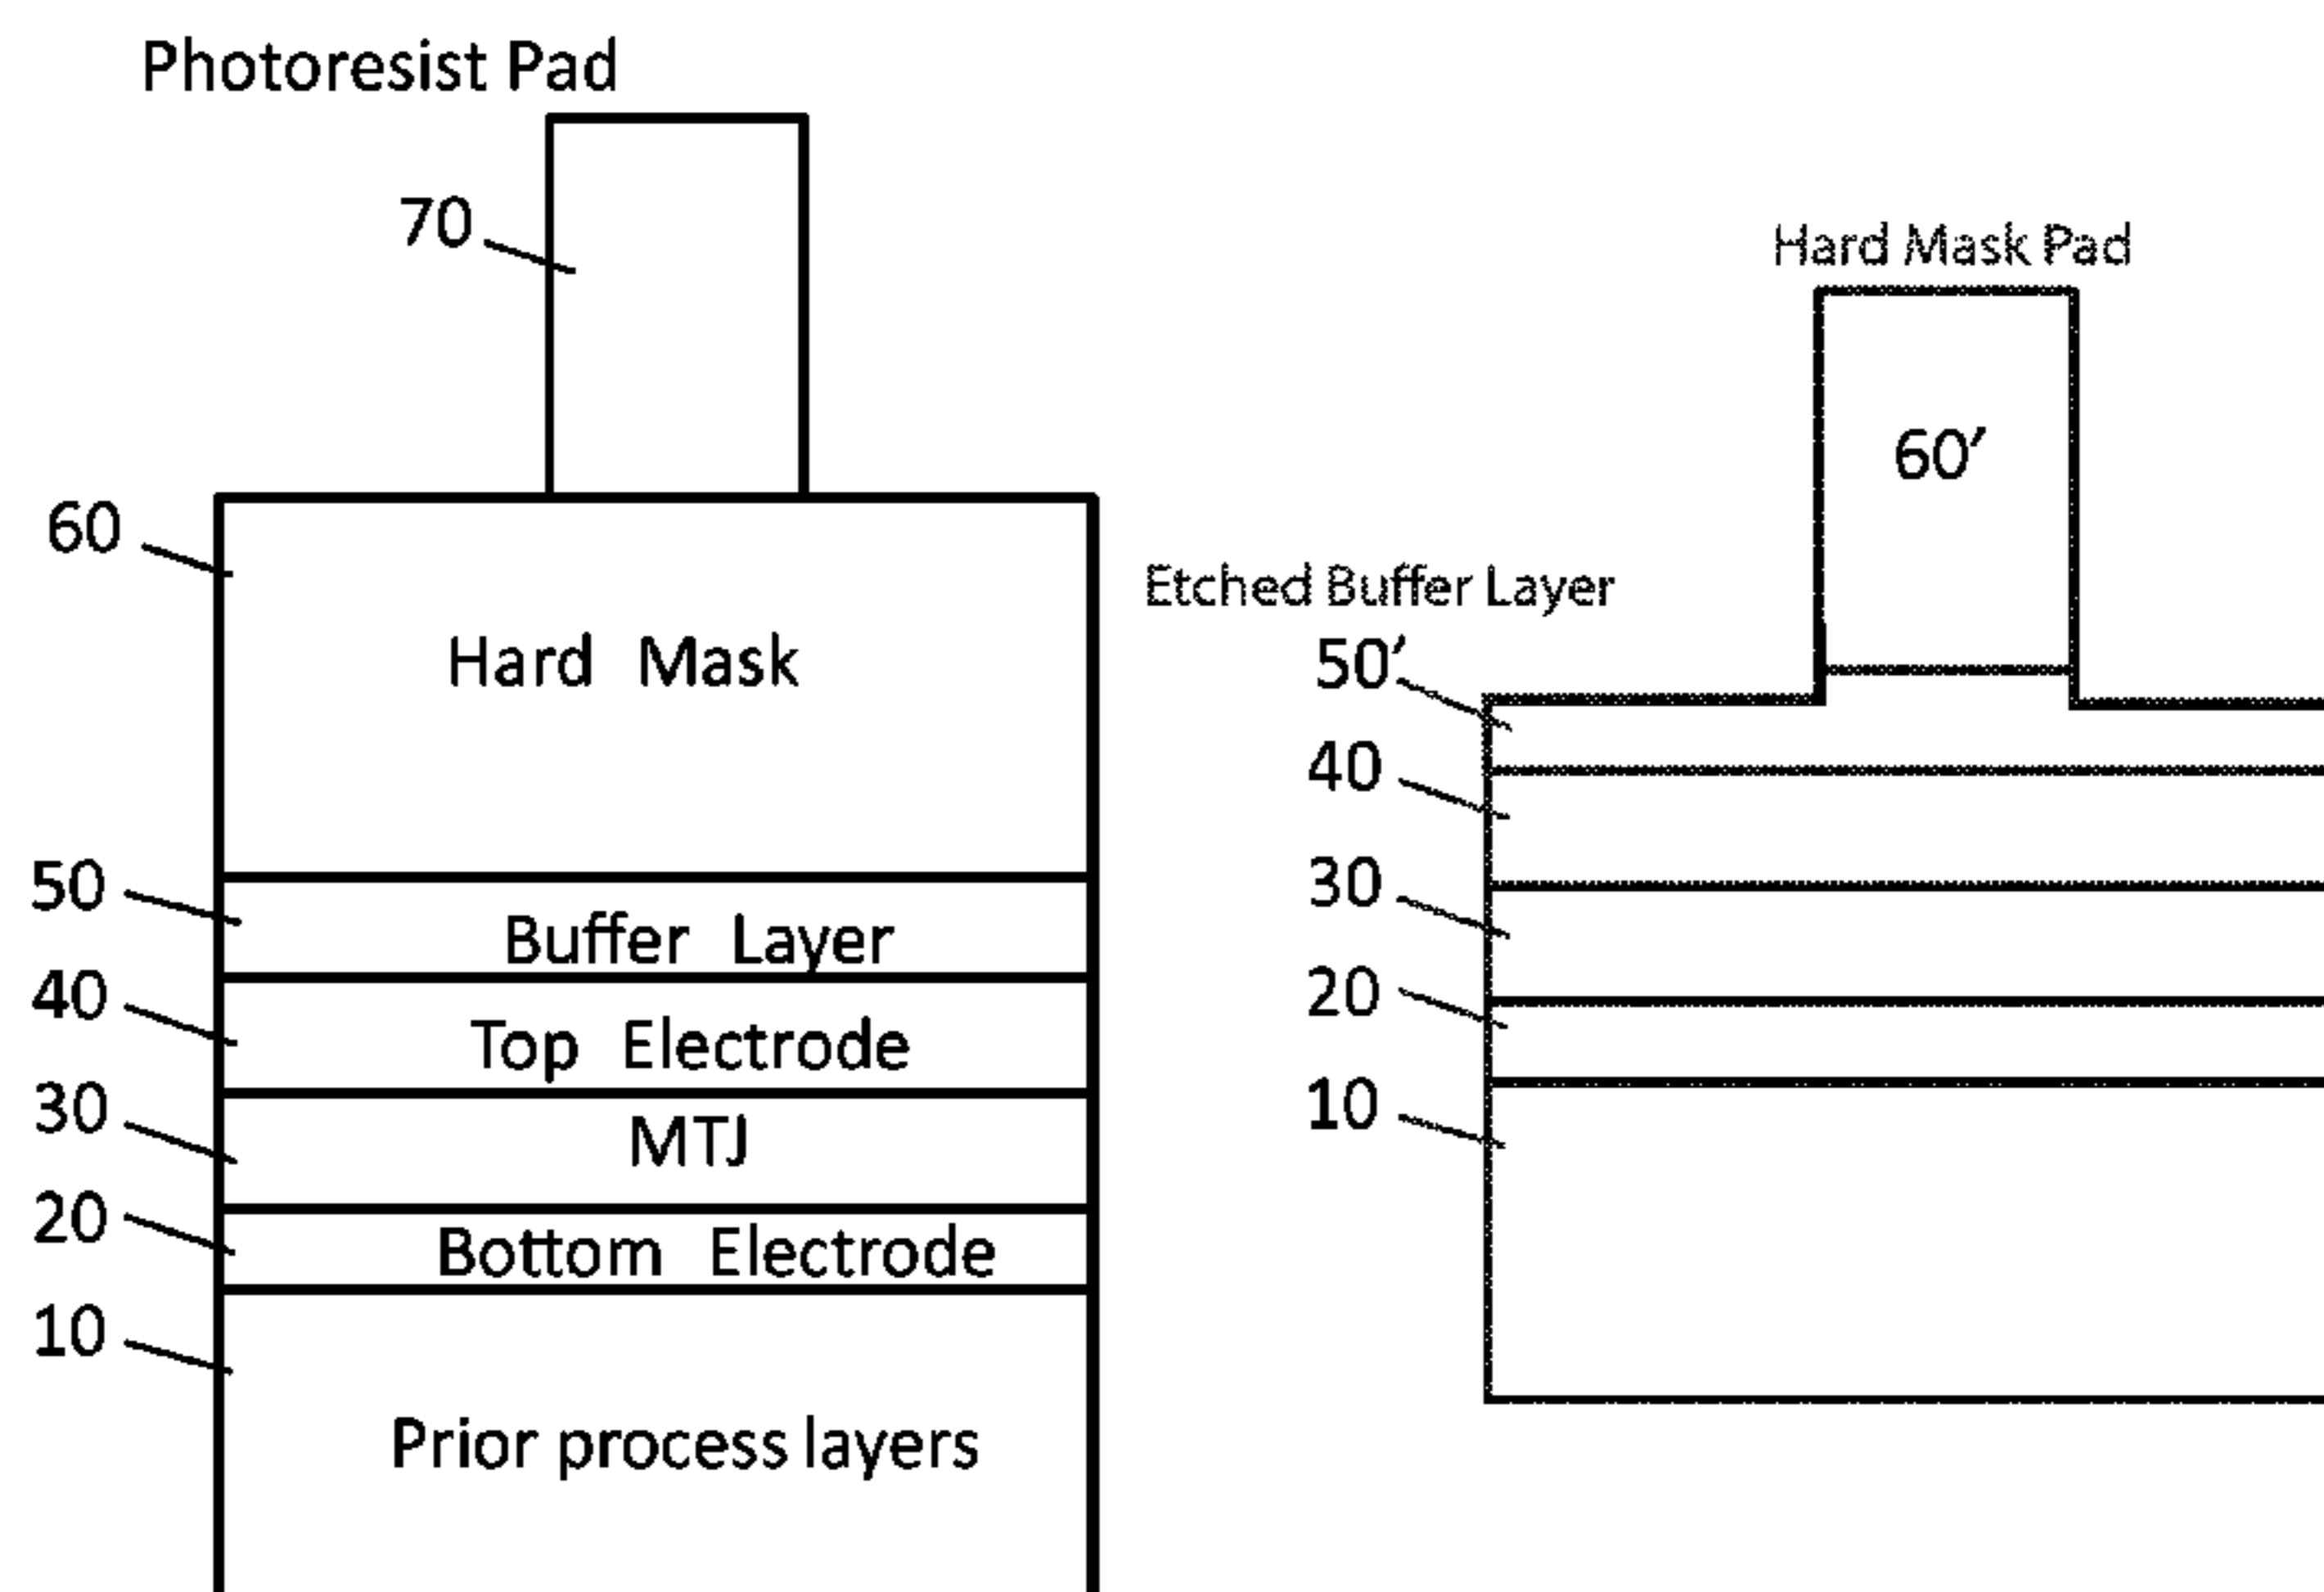 Photoresist Pad
70
60
Hard Mask
50
Buffer Layer
40
Top Electrode
30
MTJ
20
Bottom Electrode
10
Prior process layers
Hard Mask Pad
60′
Etched Buffer Layer
50′
40
30
20
10